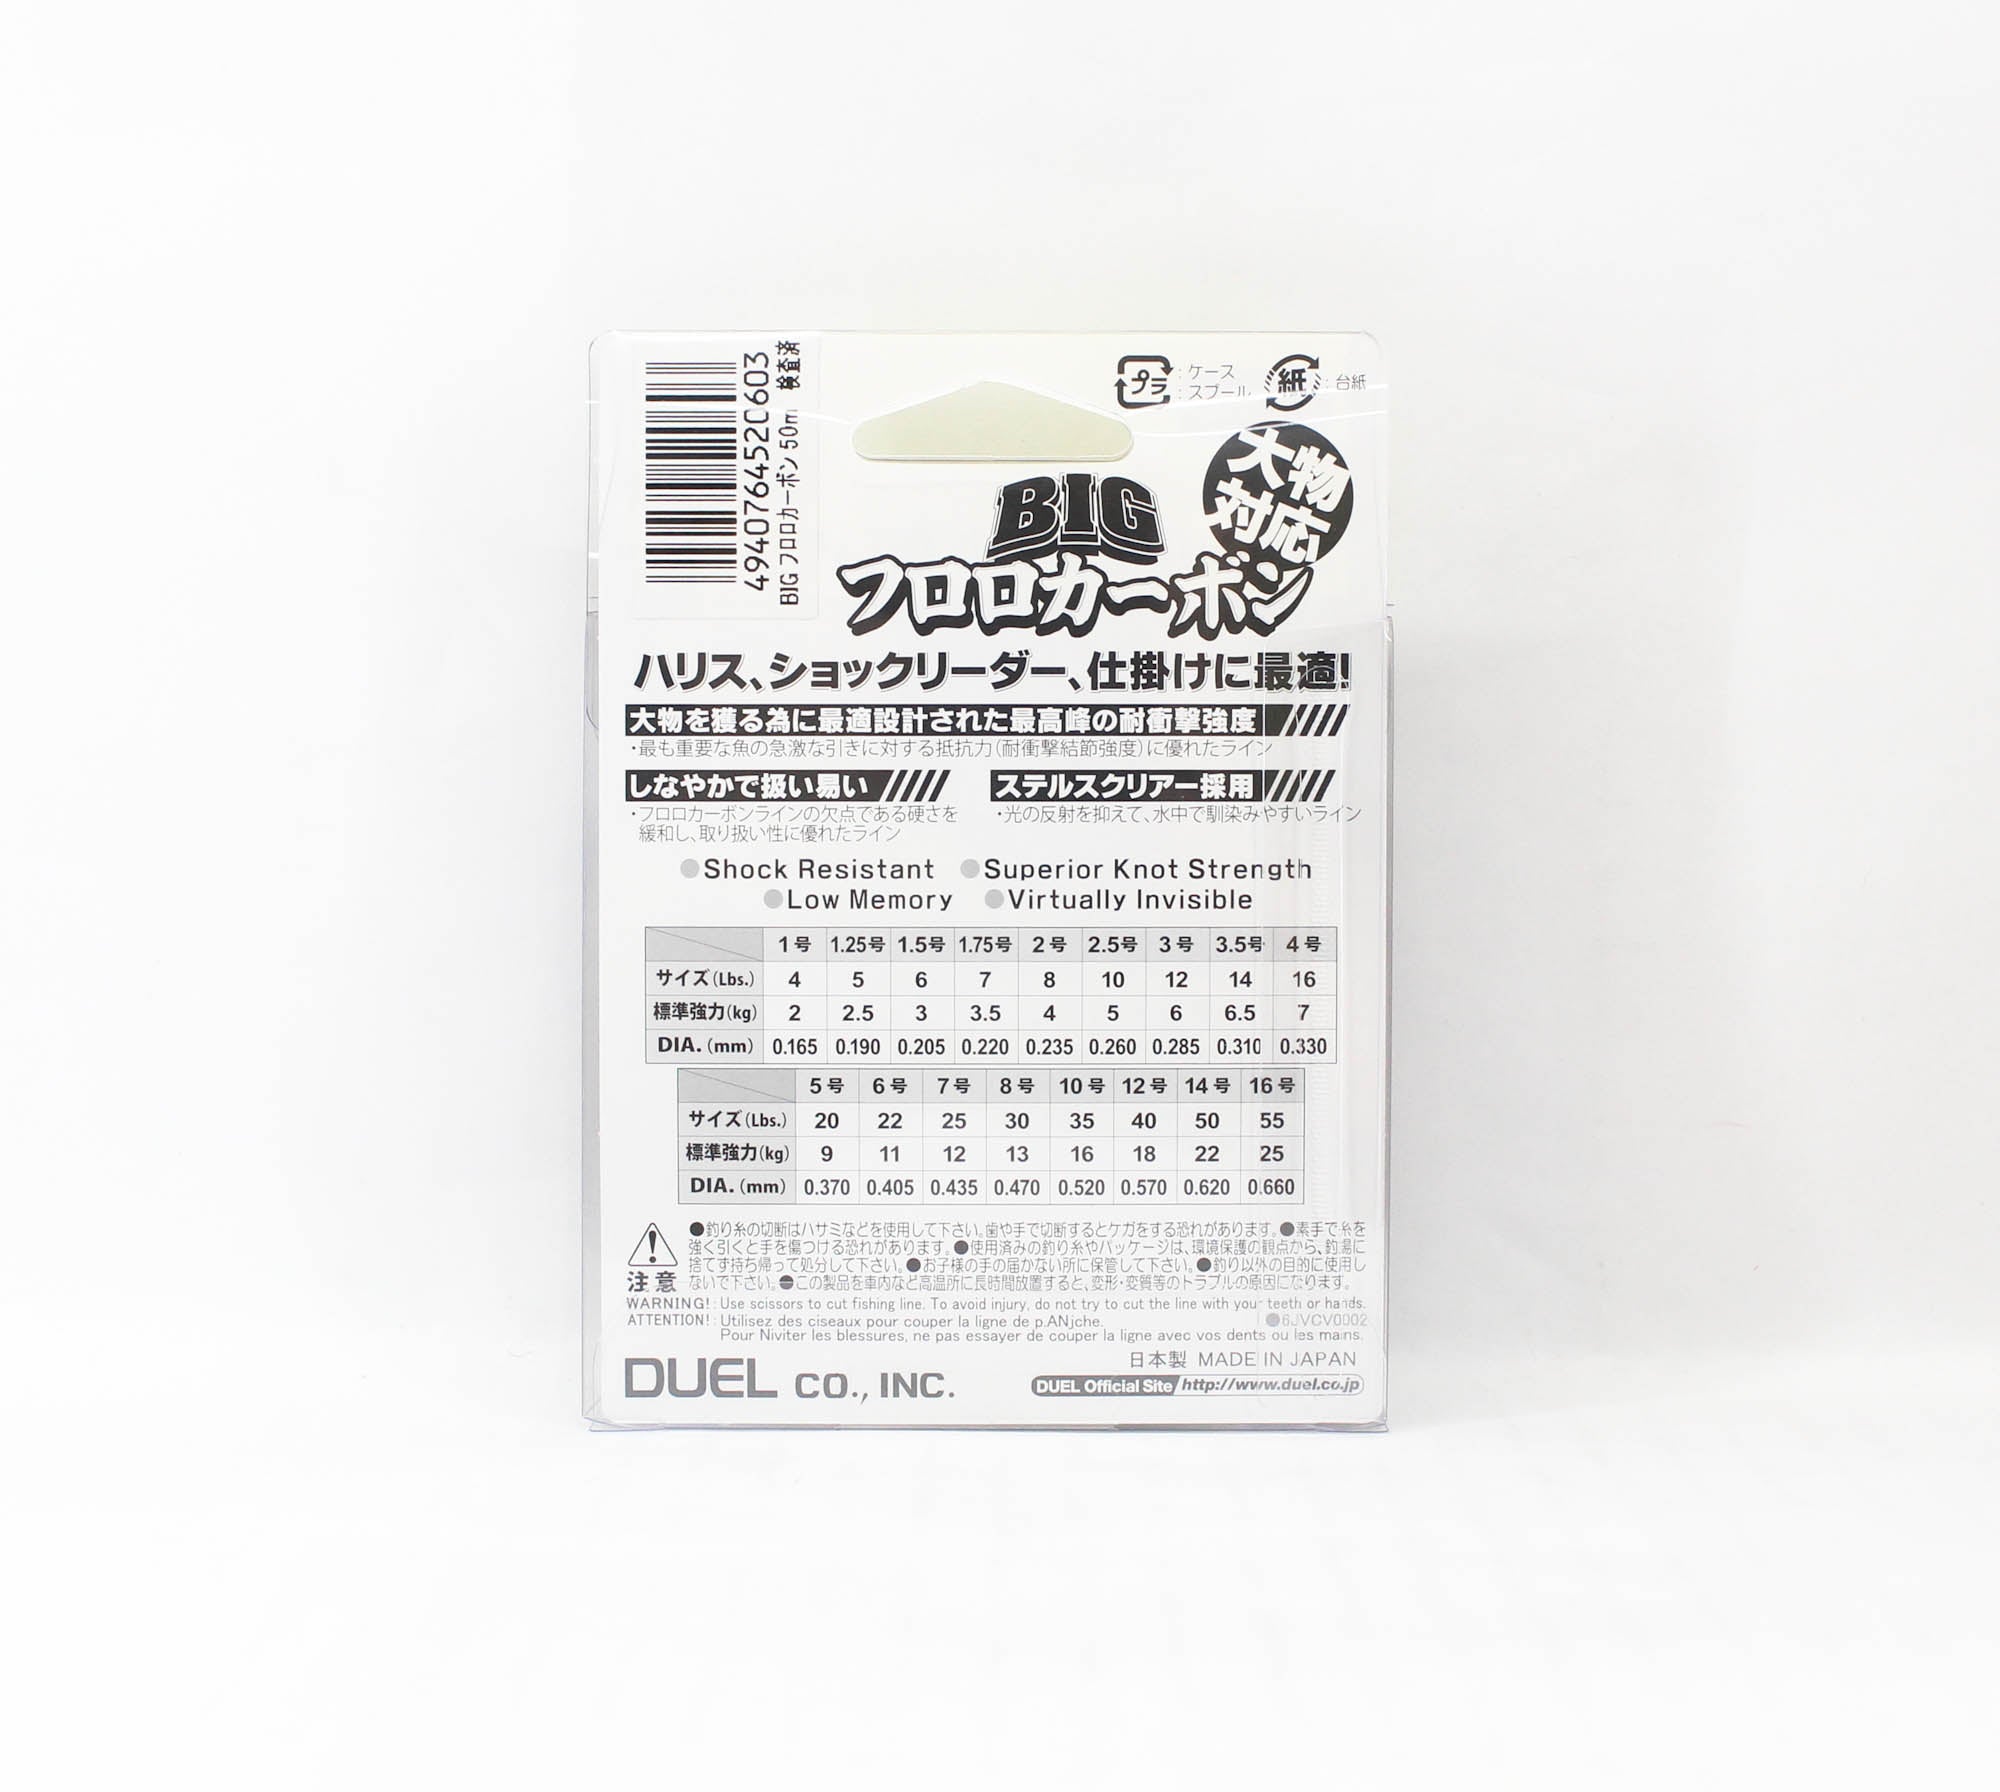 4940764520603
BIG フロロカーボン 50m 検査済
プラ : ケース
: スプール
紙 : 台紙
大物
対応
BIG
フロロカーボン
ハリス、ショックリーダー、仕掛けに最適!
大物を獲る為に最適設計された最高峰の耐衝撃強度
・最も重要な魚の急激な引きに対する抵抗力(耐衝撃結節強度)に優れたライン
しなやかで扱い易い
・フロロカーボンラインの欠点である硬さを
緩和し、取り扱い性に優れたライン
ステルスクリアー採用
・光の反射を抑えて、水中で馴染みやすいライン
●Shock Resistant ●Superior Knot Strength
●Low Memory ●Virtually Invisible
1号 1.25号 1.5号 1.75号 2号 2.5号 3号 3.5号 4号
サイズ(Lbs.) 4 5 6 7 8 10 12 14 16
標準強力(kg) 2 2.5 3 3.5 4 5 6 6.5 7
DIA.(mm) 0.165 0.190 0.205 0.220 0.235 0.260 0.285 0.310 0.330
5号 6号 7号 8号 10号 12号 14号 16号
サイズ(Lbs.) 20 22 25 30 35 40 50 55
標準強力(kg) 9 11 12 13 16 18 22 25
DIA.(mm) 0.370 0.405 0.435 0.470 0.520 0.570 0.620 0.660
注意
●釣り糸の切断はハサミなどを使用して下さい。歯や手で切断するとケガをする恐れがあります。●素手で糸を
強く引くと手を傷つける恐れがあります。●使用済みの釣り糸やパッケージは、環境保護の観点から、釣場に
捨てず持ち帰って処分して下さい。●お子様の手の届かない所に保管して下さい。●釣り以外の目的に使用し
ないで下さい。●この製品を車内など高温所に長時間放置すると、変形・変質等のトラブルの原因になります。
WARNING! : Use scissors to cut fishing line. To avoid injury, do not try to cut the line with your teeth or hands.
ATTENTION! : Utilisez des ciseaux pour couper la ligne de p.ANjche.
●6JVCV0002
Pour Niviter les blessures, ne pas essayer de couper la ligne avec vos dents ou les mains.
日本製 MADE IN JAPAN
DUEL CO., INC.
DUEL Official Site http://www.duel.co.jp